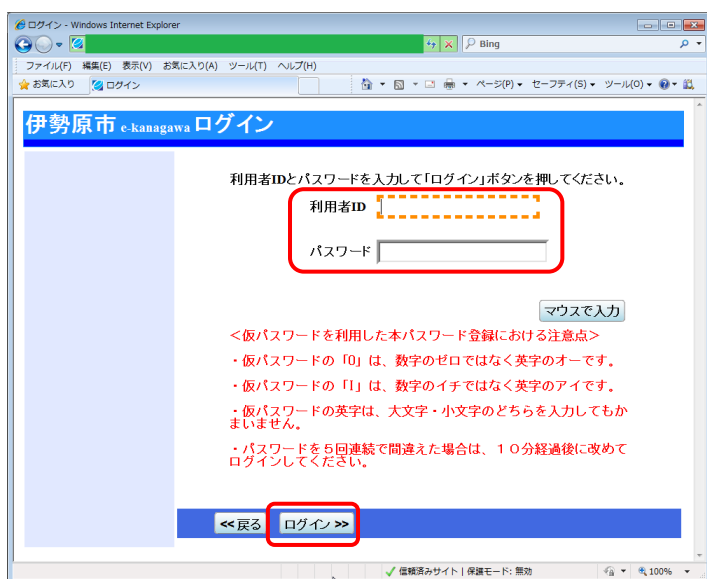 ログイン - Windows Internet Explorer
Bing
ファイル(F) 編集(E) 表示(V) お気に入り(A) ツール(T) ヘルプ(H)
お気に入り ログイン ページ(P) セーフティ(S) ツール(O)
伊勢原市 e-kanagawa ログイン
利用者IDとパスワードを入力して「ログイン」ボタンを押してください。
利用者ID
パスワード
マウスで入力
＜仮パスワードを利用した本パスワード登録における注意点＞
・仮パスワードの「O」は、数字のゼロではなく英字のオーです。
・仮パスワードの「I」は、数字のイチではなく英字のアイです。
・仮パスワードの英字は、大文字・小文字のどちらを入力してもか
まいません。
・パスワードを５回連続で間違えた場合は、１０分経過後に改めて
ログインしてください。
<<戻る ログイン >>
信頼済みサイト | 保護モード: 無効 100%